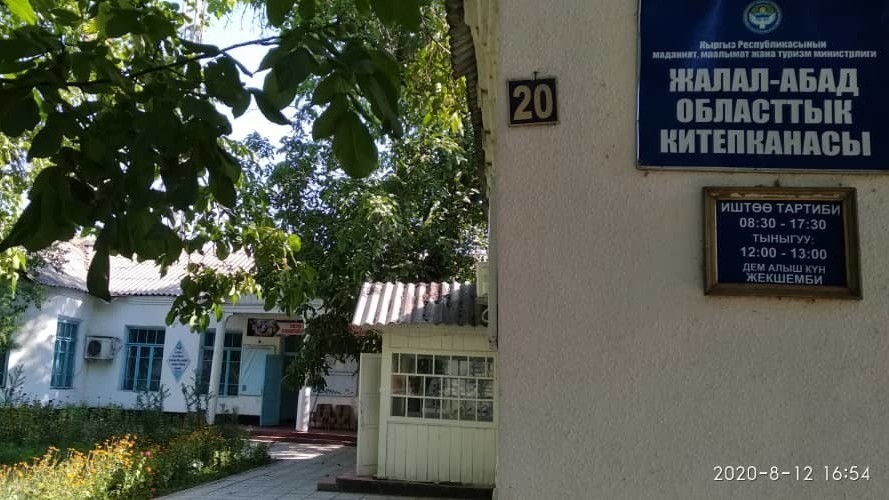 Кыргыз Республикасынын
маданият, маалымат жана туризм министрлиги
ЖАЛАЛ-АБАД
ОБЛАСТТЫК
КИТЕПКАНАСЫ
20
ИШТӨӨ ТАРТИБИ
08:30 - 17:30
ТЫНЫГУУ:
12:00 - 13:00
ДЕМ АЛЫШ КҮН
ЖЕКШЕМБИ
2020-8-12 16:54